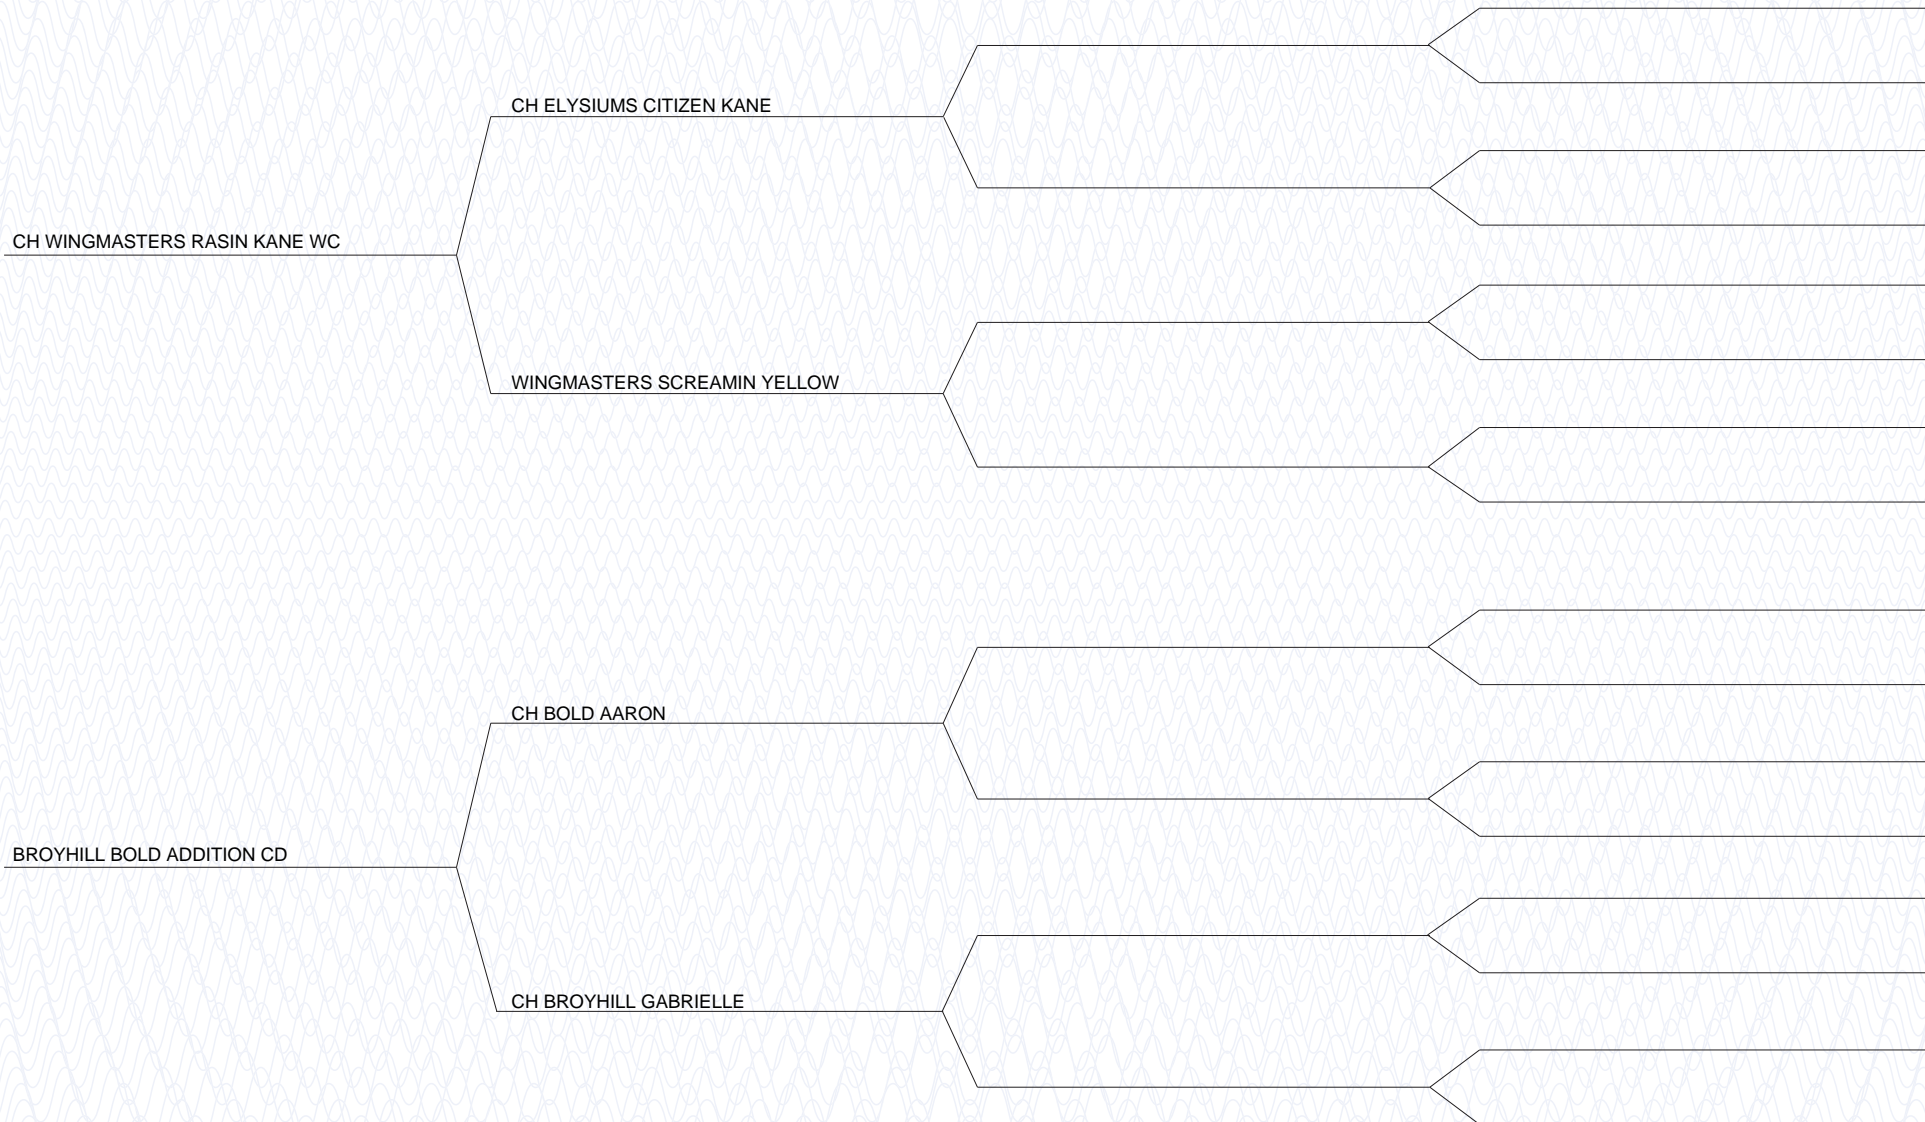 CH ELYSIUMS CITIZEN KANE
CH WINGMASTERS RASIN KANE WC
WINGMASTERS SCREAMIN YELLOW
CH BOLD AARON
BROYHILL BOLD ADDITION CD
CH BROYHILL GABRIELLE